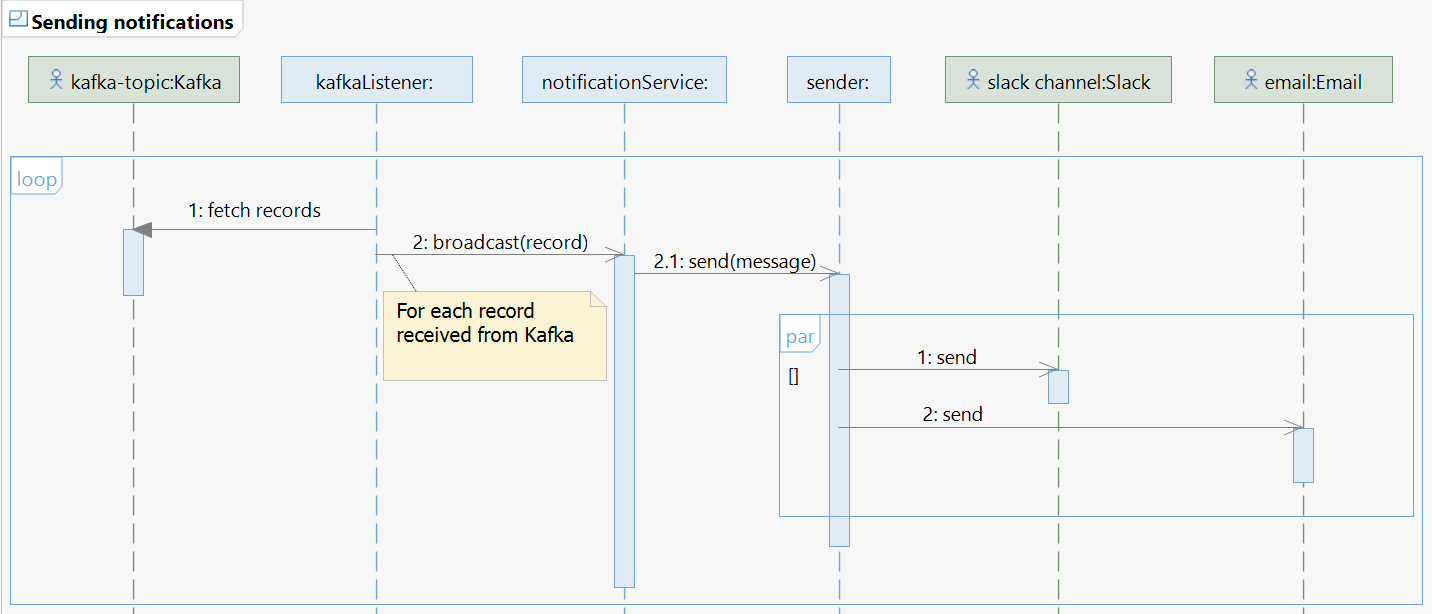 Sending notifications
kafka-topic:Kafka
kafkaListener:
notificationService:
sender:
slack channel:Slack
email:Email
loop
1: fetch records
2: broadcast(record)
2.1: send(message)
For each record
received from Kafka
par
[]
1: send
2: send